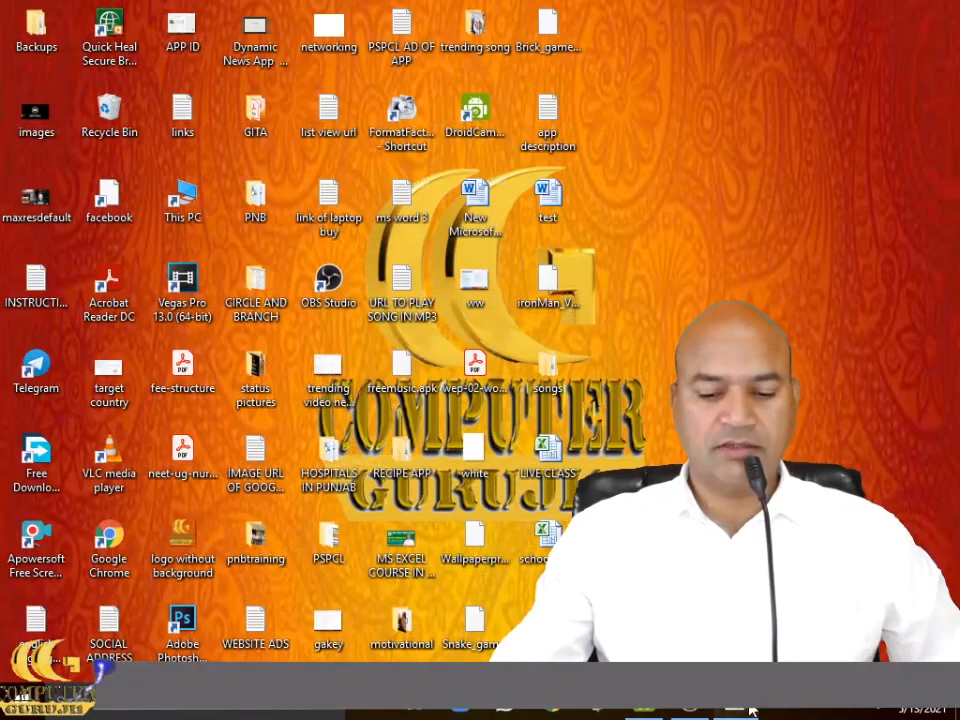 Backups
Quick Heal
Secure Br...
APP ID
Dynamic
News App ...
networking
PSPCL AD OF
APP
trending song
Brick_game...
images
Recycle Bin
links
GITA
list view url
FormatFact...
- Shortcut
DroidCam...
app
description
maxresdefault
facebook
This PC
PNB
link of laptop
buy
ms word 3
New
Microsof...
test
INSTRUCTI...
Acrobat
Reader DC
Vegas Pro
13.0 (64-bit)
CIRCLE AND
BRANCH
OBS Studio
URL TO PLAY
SONG IN MP3
ww
ironMan_V...
Telegram
target
country
fee-structure
status
pictures
trending
video ne...
freemusic.apk
wep-02-wo...
songs
COMPUTER
GURUJI
Free
Downlo...
VLC media
player
neet-ug-nur...
IMAGE URL
OF GOOG...
HOSPITALS
IN PUNJAB
RECIPE APP
white
LIVE CLASS
Apowersoft
Free Scre...
Google
Chrome
logo without
background
pnbtraining
PSPCL
MS EXCEL
COURSE IN ...
Wallpaperpr...
SOCIAL
ADDRESS
Adobe
Photosh...
WEBSITE ADS
gakey
motivational
COMPUTER
GURUJI